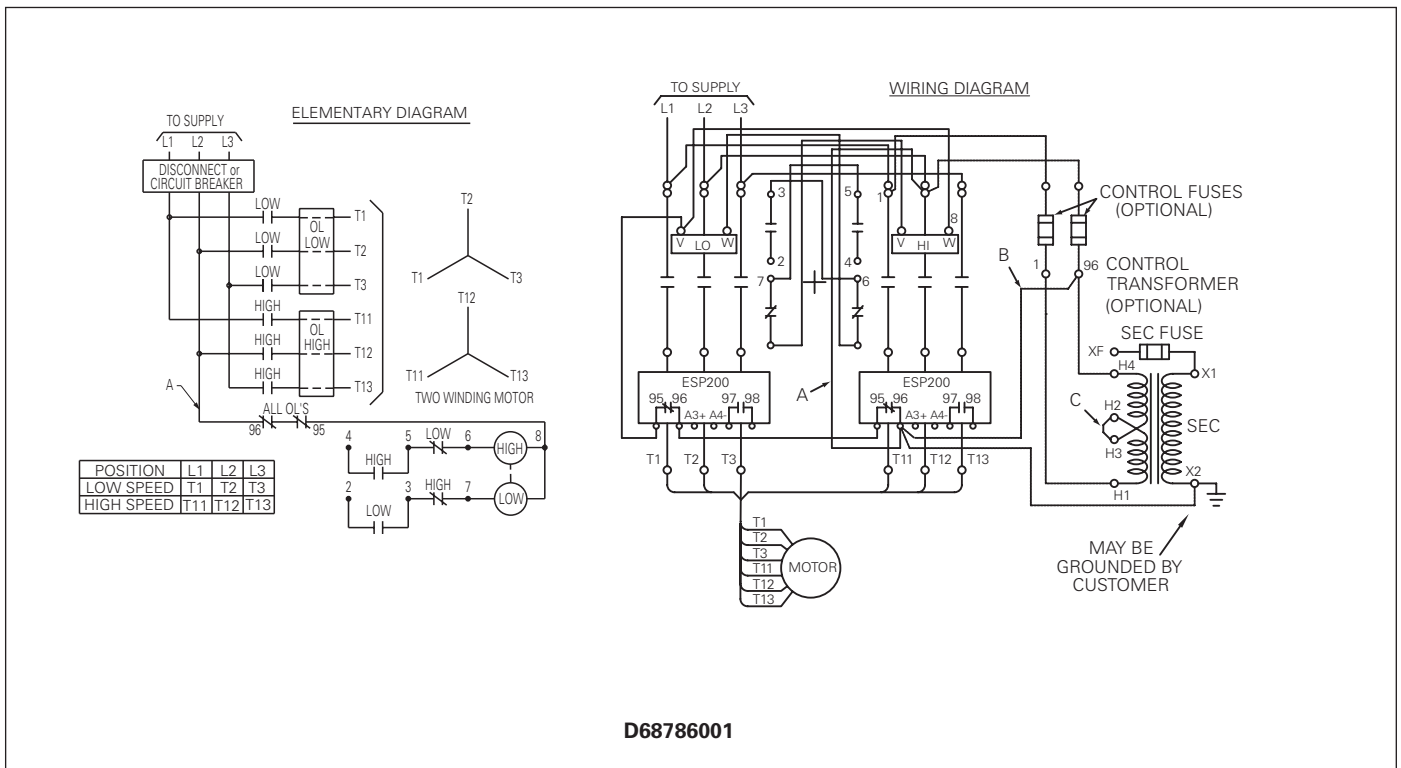 ELEMENTARY DIAGRAM
TO SUPPLY
L1 L2 L3
DISCONNECT or
CIRCUIT BREAKER
LOW
OL
LOW
T1
LOW
T2
LOW
T3
HIGH
OL
HIGH
T11
HIGH
T12
HIGH
T13
A
ALL OL'S
96 95
T2
T1 T3
T12
T11 T13
TWO WINDING MOTOR
4 5 LOW 6 HIGH 8
HIGH
2 3 HIGH 7 LOW
LOW
POSITION L1 L2 L3
LOW SPEED T1 T2 T3
HIGH SPEED T11 T12 T13
WIRING DIAGRAM
TO SUPPLY
L1 L2 L3
3 5 1
8
V LO W
V HI W
2 4
7 6
ESP200
95 96 97 98
A3+ A4-
A
ESP200
95 96 97 98
A3+ A4-
T1 T2 T3
T11 T12 T13
T1
T2
T3
T11
T12
T13
MOTOR
CONTROL FUSES
(OPTIONAL)
B
1 96
CONTROL
TRANSFORMER
(OPTIONAL)
SEC FUSE
XF
H4 X1
C H2
H3
SEC
H1 X2
MAY BE
GROUNDED BY
CUSTOMER
D68786001